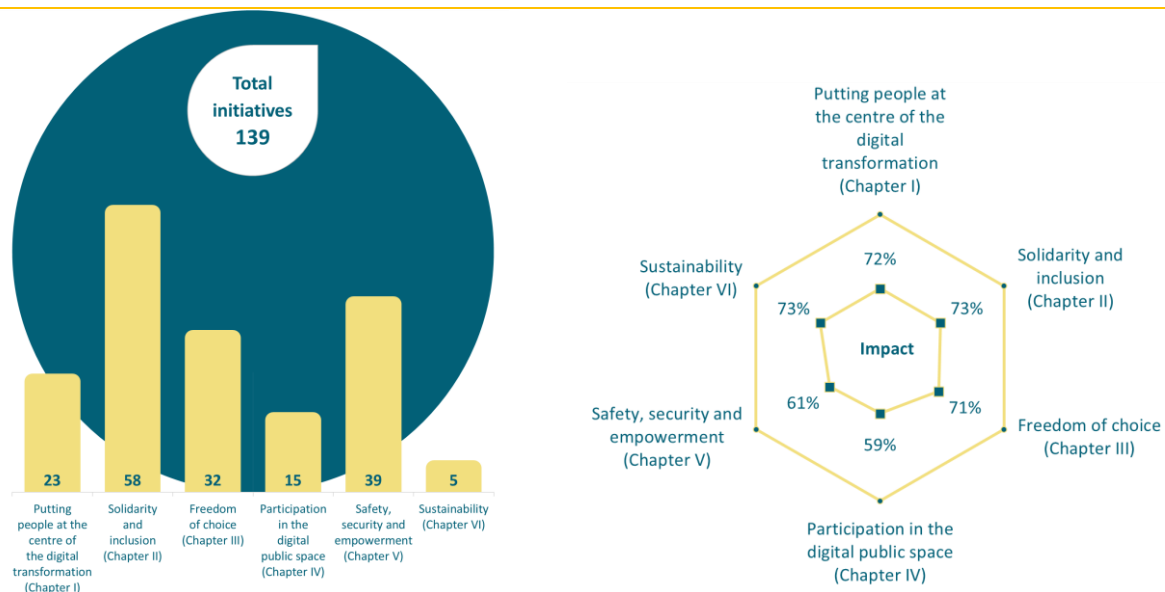 Total
initiatives
139
23
58
32
15
39
5
Putting
people at the
centre of
the digital
transformation
(Chapter I)
Solidarity
and
inclusion
(Chapter II)
Freedom
of choice
(Chapter III)
Participation
in the
digital
public space
(Chapter IV)
Safety,
security and
empowerment
(Chapter V)
Sustainability
(Chapter VI)
Putting people at
the centre of the
digital
transformation
(Chapter I)
72%
Solidarity and
inclusion
(Chapter II)
73%
Freedom of choice
(Chapter III)
71%
Participation in the
digital public space
(Chapter IV)
59%
Safety, security and
empowerment
(Chapter V)
61%
Sustainability
(Chapter VI)
73%
Impact